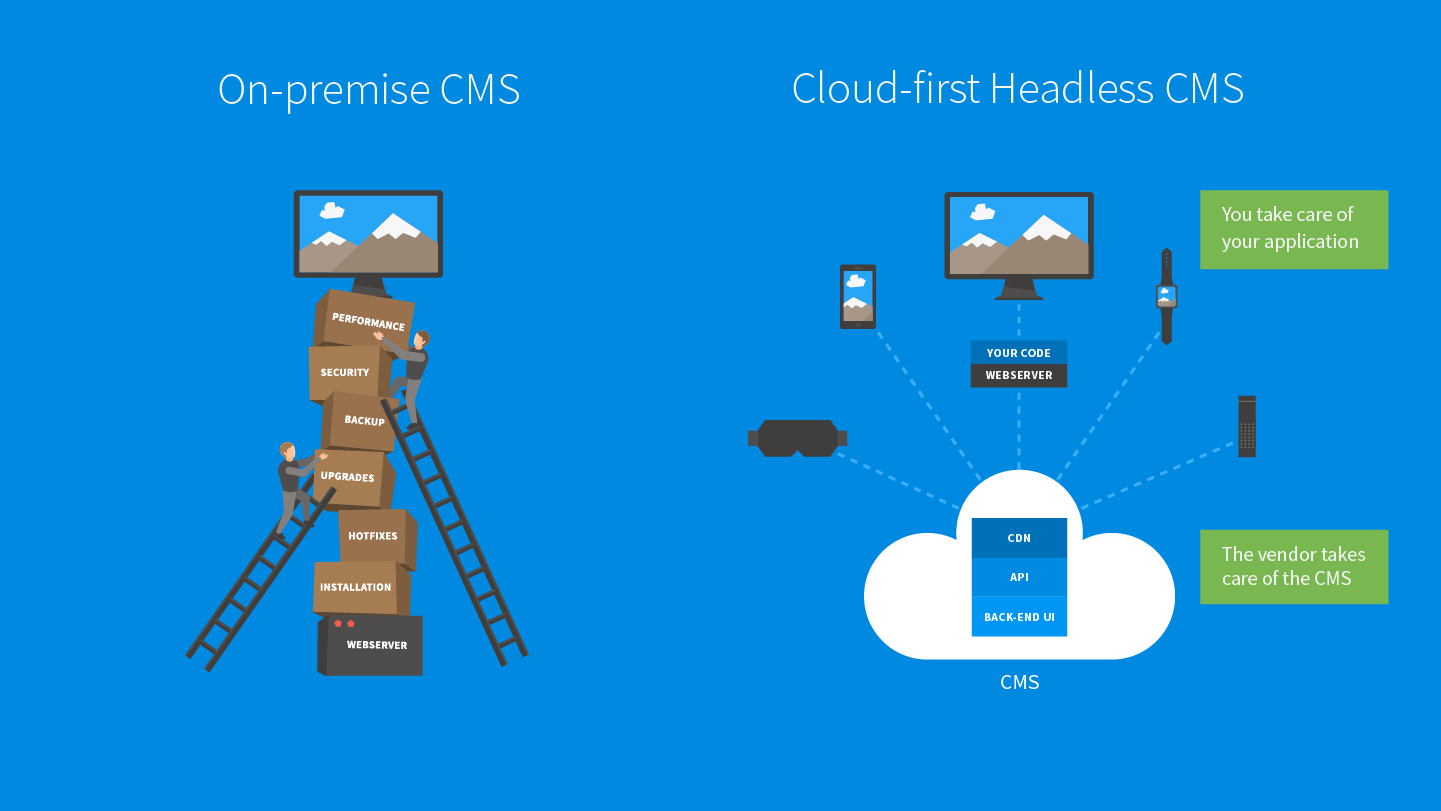 On-premise CMS
PERFORMANCE
SECURITY
BACKUP
UPGRADES
HOTFIXES
INSTALLATION
WEBSERVER
Cloud-first Headless CMS
You take care of
your application
YOUR CODE
WEBSERVER
CDN
API
BACK-END UI
The vendor takes
care of the CMS
CMS